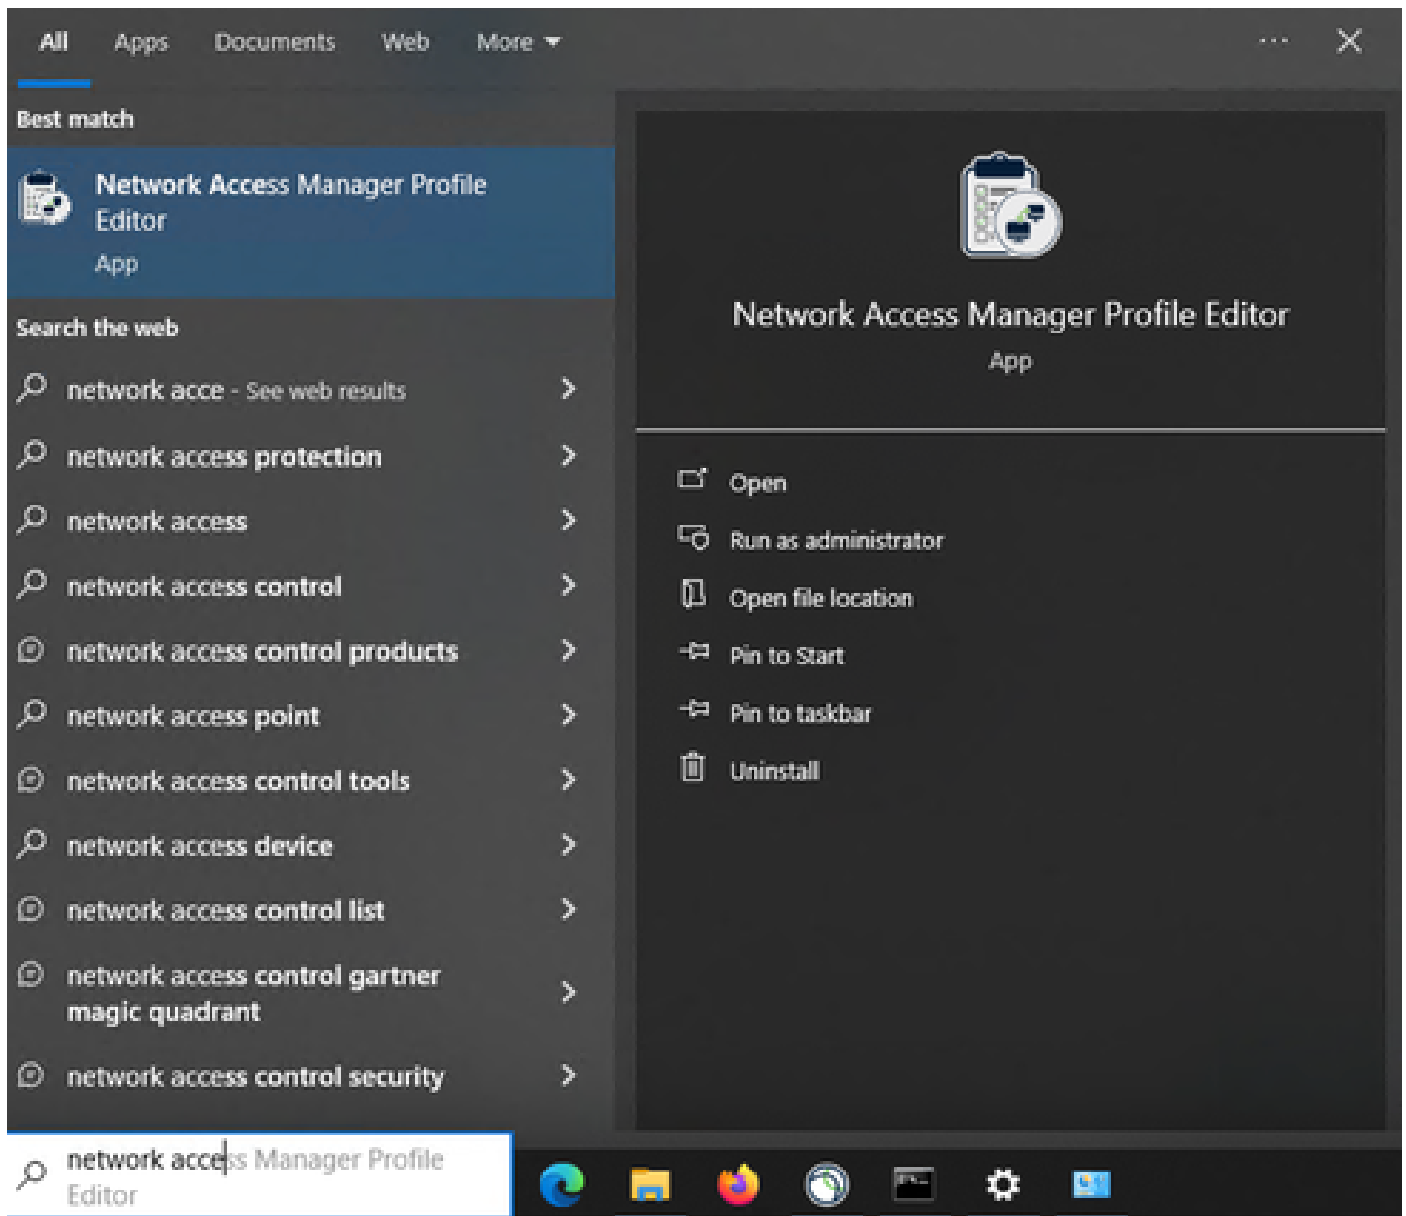 All Apps Documents Web More ··· 
Best match
Network Access Manager Profile
Editor
App
Search the web
network acce - See web results
network access protection
network access
network access control
network access control products
network access point
network access control tools
network access device
network access control list
network access control gartner
magic quadrant
network access control security
network access Manager Profile
Editor
Network Access Manager Profile Editor
App
Open
Run as administrator
Open file location
Pin to Start
Pin to taskbar
Uninstall